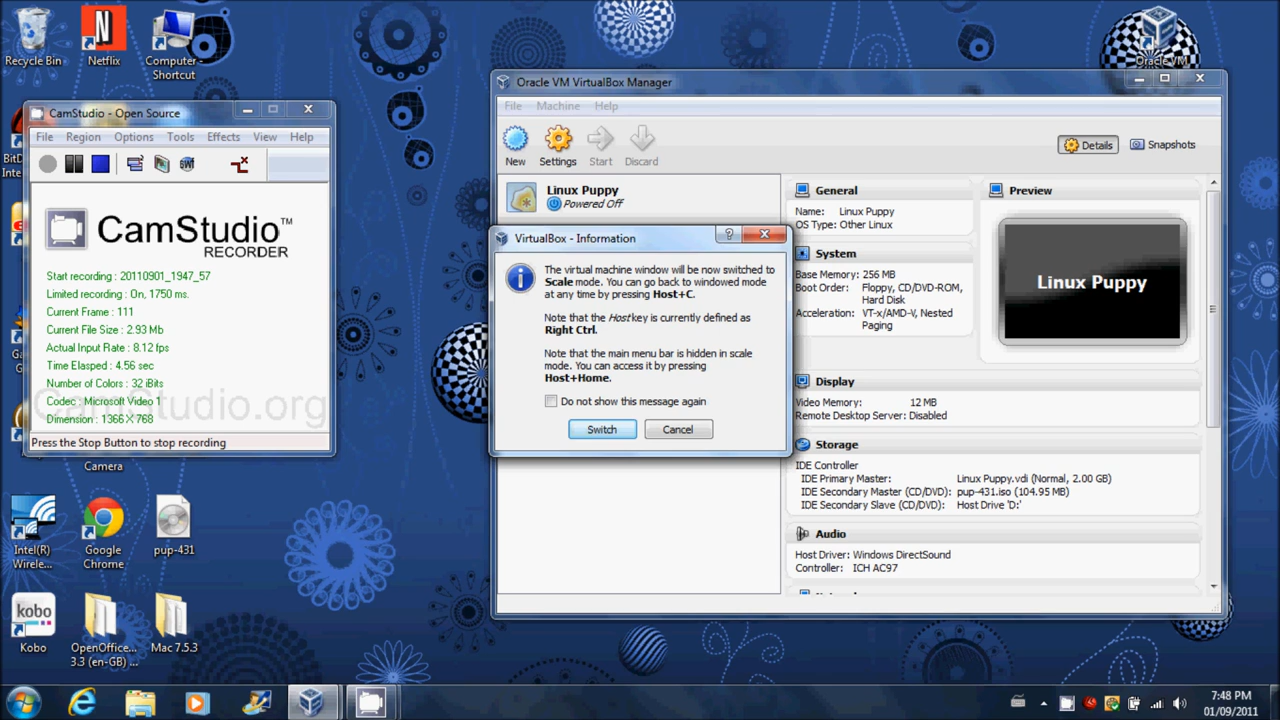 Recycle Bin
Netflix
Computer - Shortcut
Oracle VM
CamStudio - Open Source
File Region Options Tools Effects View Help
CamStudio™
RECORDER
Start recording : 20110901_1947_57
Limited recording : On, 1750 ms.
Current Frame : 111
Current File Size : 2.93 Mb
Actual Input Rate : 8.12 fps
Time Elasped : 4.56 sec
Number of Colors : 32 iBits
Codec : Microsoft Video 1
Dimension : 1366 X 768
CamStudio.org
Press the Stop Button to stop recording
Camera
Intel(R) Wirele...
Google Chrome
pup-431
kobo
Kobo
OpenOffice... 3.3 (en-GB) ...
Mac 7.5.3
Oracle VM VirtualBox Manager
File Machine Help
New Settings Start Discard
Details Snapshots
Linux Puppy
Powered Off
General
Name: Linux Puppy
OS Type: Other Linux
System
Base Memory: 256 MB
Boot Order: Floppy, CD/DVD-ROM,
Hard Disk
Acceleration: VT-x/AMD-V, Nested
Paging
Preview
Linux Puppy
Display
Video Memory: 12 MB
Remote Desktop Server: Disabled
Storage
IDE Controller
IDE Primary Master: Linux Puppy.vdi (Normal, 2.00 GB)
IDE Secondary Master (CD/DVD): pup-431.iso (104.95 MB)
IDE Secondary Slave (CD/DVD): Host Drive 'D:'
Audio
Host Driver: Windows DirectSound
Controller: ICH AC97
VirtualBox - Information
The virtual machine window will be now switched to
Scale mode. You can go back to windowed mode
at any time by pressing Host+C.
Note that the Host key is currently defined as
Right Ctrl.
Note that the main menu bar is hidden in scale
mode. You can access it by pressing
Host+Home.
Do not show this message again
Switch Cancel
7:48 PM
01/09/2011